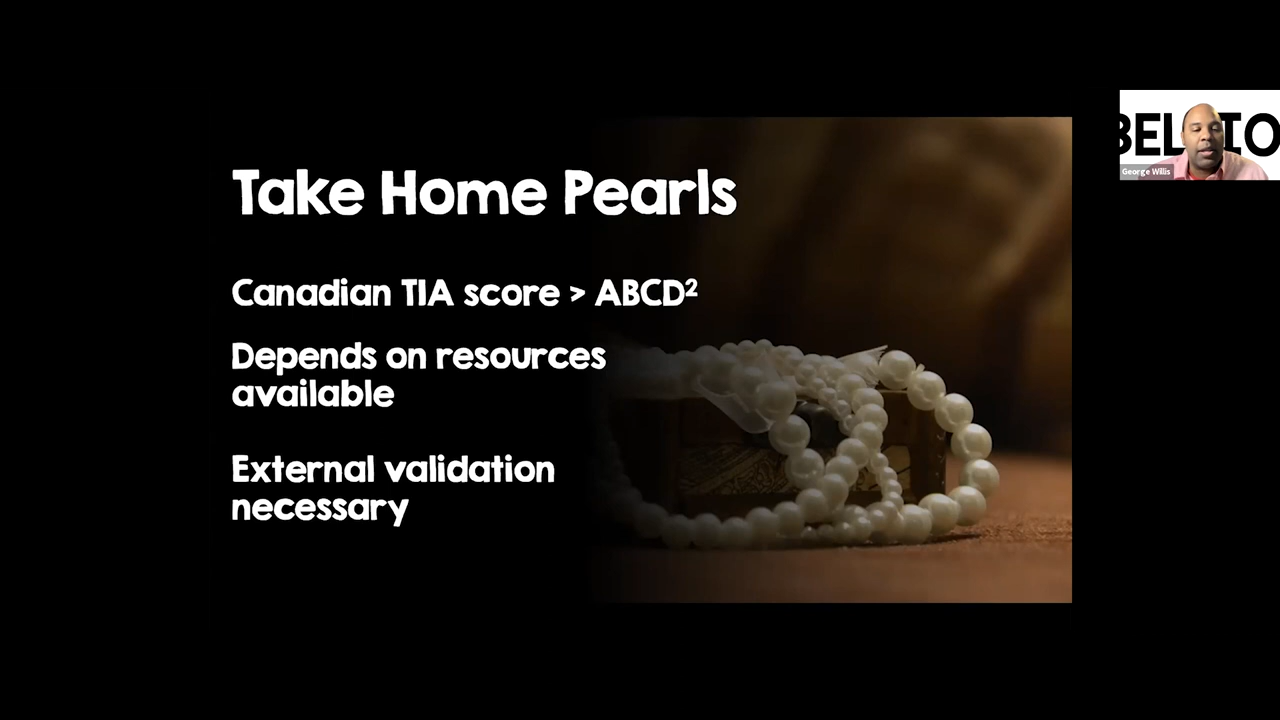 Take Home Pearls
Canadian TIA score > ABCD²
Depends on resources
available
External validation
necessary
George Willis